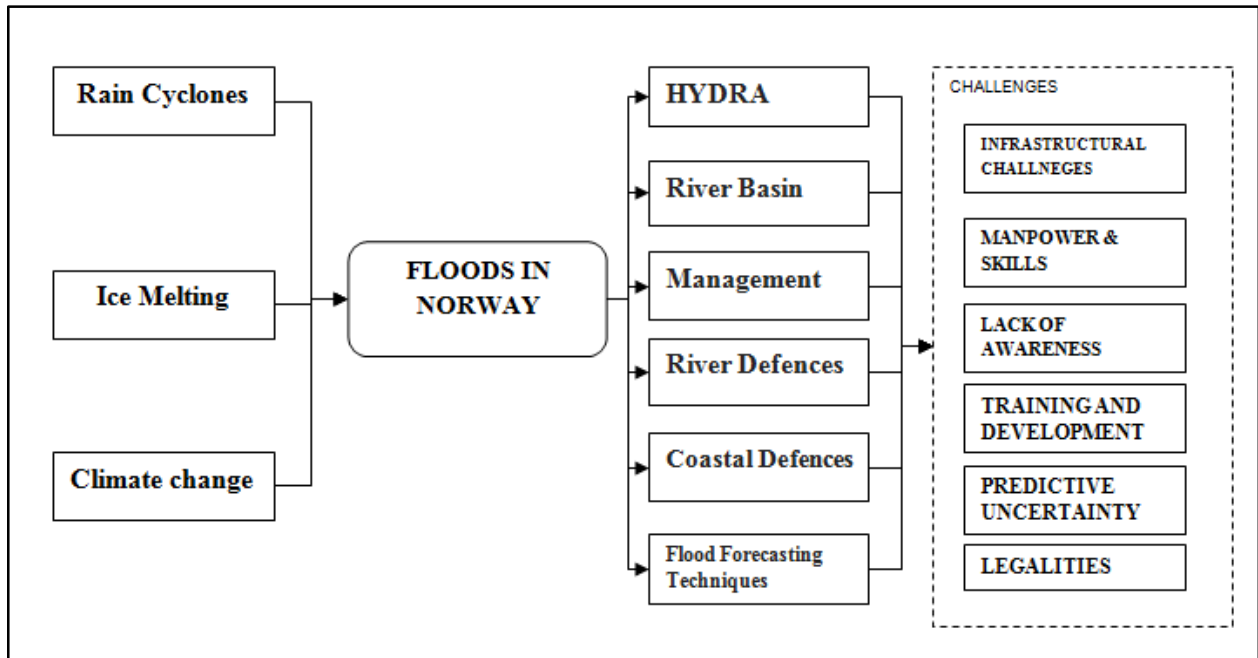 Rain Cyclones
Ice Melting
Climate change
FLOODS IN
NORWAY
HYDRA
River Basin
Management
River Defences
Coastal Defences
Flood Forecasting
Techniques
CHALLENGES
INFRASTRUCTURAL
CHALLNEGES
MANPOWER &
SKILLS
LACK OF
AWARENESS
TRAINING AND
DEVELOPMENT
PREDICTIVE
UNCERTAINTY
LEGALITIES